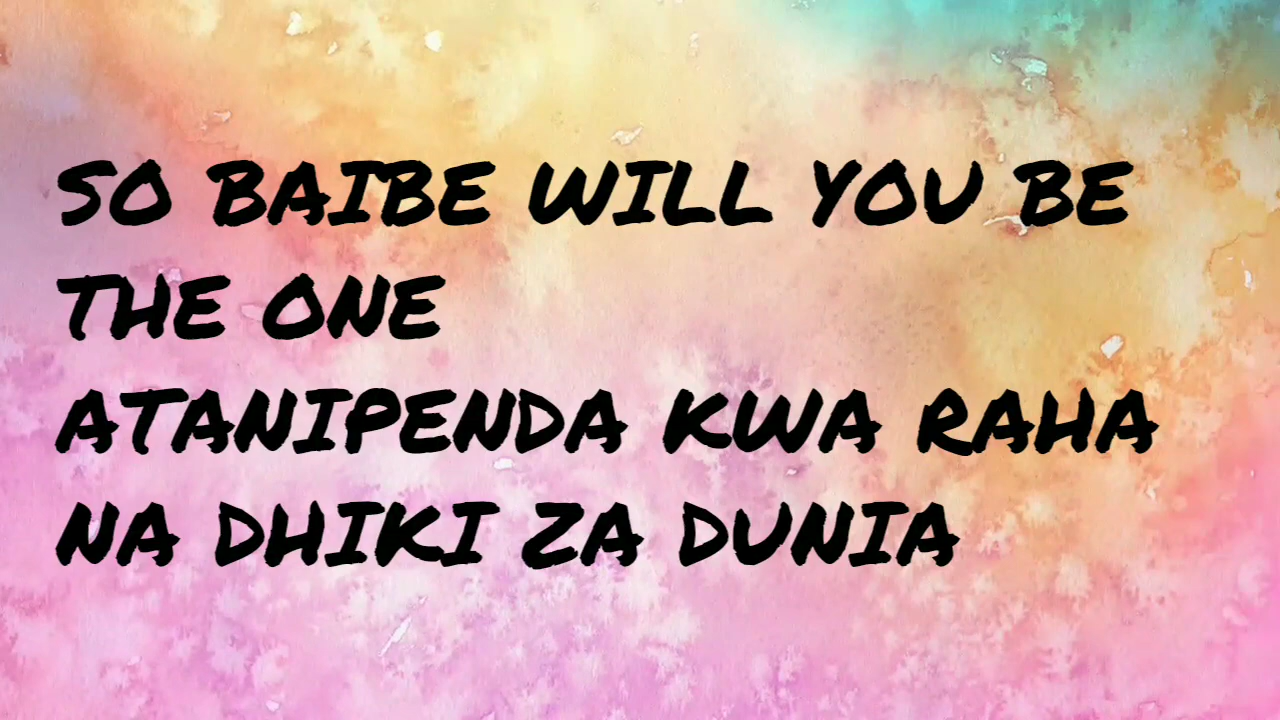 SO BAIBE WILL YOU BE
THE ONE
ATANIPENDA KWA RAHA
NA DHIKI ZA DUNIA